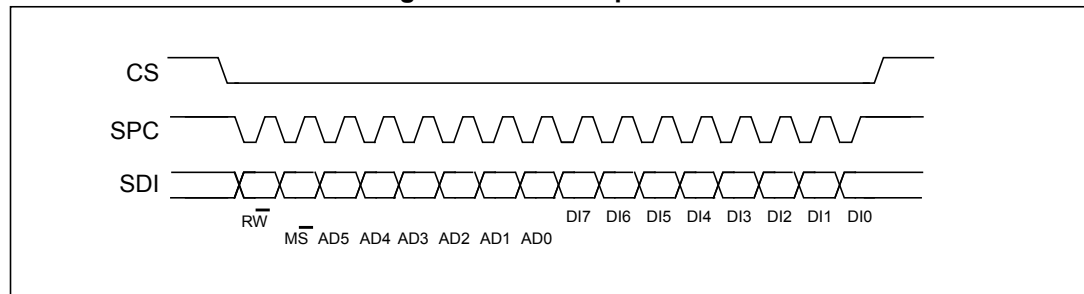 CS
SPC
SDI
RW DI7 DI6 DI5 DI4 DI3 DI2 DI1 DI0
MS AD5 AD4 AD3 AD2 AD1 AD0